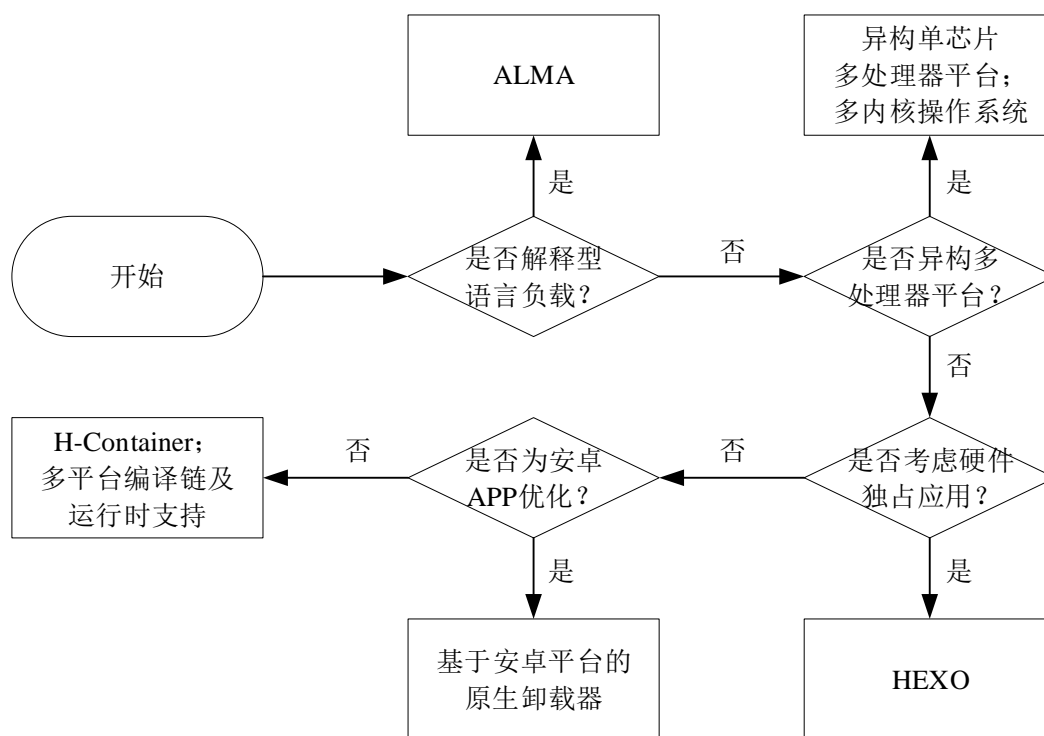 ALMA
异构单芯片
多处理器平台；
多内核操作系统
是
是
开始
是否解释型
语言负载？
否
是否异构多
处理器平台？
否
H-Container；
多平台编译链及
运行时支持
否
是否为安卓
APP优化？
否
是否考虑硬件
独占应用？
是
是
基于安卓平台的
原生卸载器
HEXO